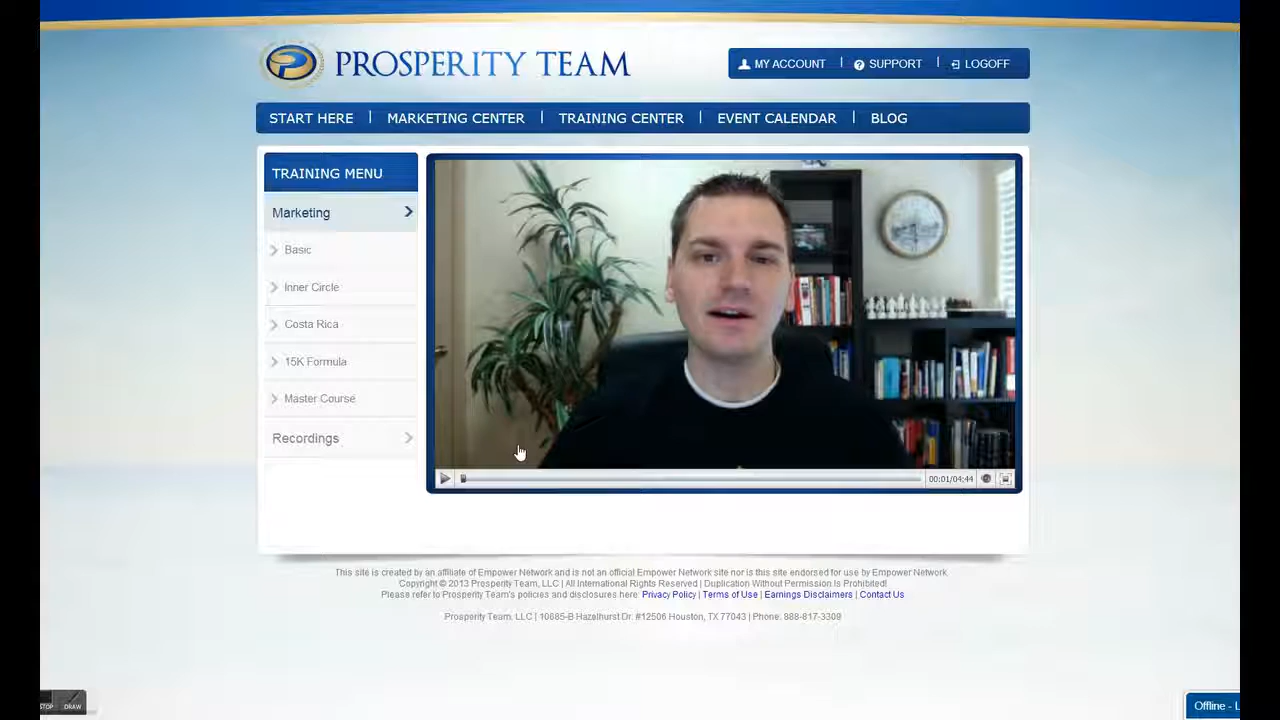 PROSPERITY TEAM
MY ACCOUNT | SUPPORT | LOGOFF
START HERE | MARKETING CENTER | TRAINING CENTER | EVENT CALENDAR | BLOG
TRAINING MENU
Marketing
Basic
Inner Circle
Costa Rica
15K Formula
Master Course
Recordings
00:01/04:44
This site is created by an affiliate of Empower Network and is not an official Empower Network site nor is this site endorsed for use by Empower Network.
Copyright © 2013 Prosperity Team, LLC | All International Rights Reserved | Duplication Without Permission Is Prohibited!
Please refer to Prosperity Team's policies and disclosures here: Privacy Policy | Terms of Use | Earnings Disclaimers | Contact Us
Prosperity Team, LLC | 10685-B Hazelhurst Dr. #12506 Houston, TX 77043 | Phone: 888-817-3309
STOP DRAW
Offline - L